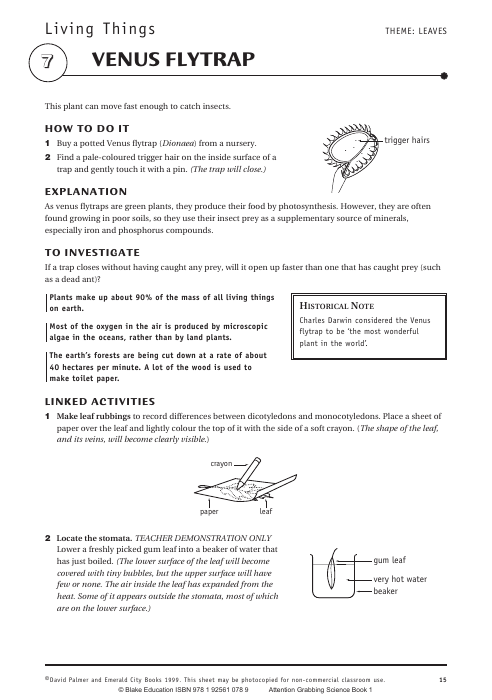 Living Things
THEME: LEAVES
7
VENUS FLYTRAP
This plant can move fast enough to catch insects.
HOW TO DO IT
1 Buy a potted Venus flytrap (Dionaea) from a nursery.
2 Find a pale-coloured trigger hair on the inside surface of a
trap and gently touch it with a pin. (The trap will close.)
trigger hairs
EXPLANATION
As venus flytraps are green plants, they produce their food by photosynthesis. However, they are often
found growing in poor soils, so they use their insect prey as a supplementary source of minerals,
especially iron and phosphorus compounds.
TO INVESTIGATE
If a trap closes without having caught any prey, will it open up faster than one that has caught prey (such
as a dead ant)?
Plants make up about 90% of the mass of all living things
on earth.
Most of the oxygen in the air is produced by microscopic
algae in the oceans, rather than by land plants.
The earth's forests are being cut down at a rate of about
40 hectares per minute. A lot of the wood is used to
make toilet paper.
HISTORICAL NOTE
Charles Darwin considered the Venus
flytrap to be 'the most wonderful
plant in the world'.
LINKED ACTIVITIES
1 Make leaf rubbings to record differences between dicotyledons and monocotyledons. Place a sheet of
paper over the leaf and lightly colour the top of it with the side of a soft crayon. (The shape of the leaf,
and its veins, will become clearly visible.)
crayon
paper
leaf
2 Locate the stomata. TEACHER DEMONSTRATION ONLY
Lower a freshly picked gum leaf into a beaker of water that
has just boiled. (The lower surface of the leaf will become
covered with tiny bubbles, but the upper surface will have
few or none. The air inside the leaf has expanded from the
heat. Some of it appears outside the stomata, most of which
are on the lower surface.)
gum leaf
very hot water
beaker
©David Palmer and Emerald City Books 1999. This sheet may be photocopied for non-commercial classroom use.
15
© Blake Education ISBN 978 1 92561 078 9 Attention Grabbing Science Book 1